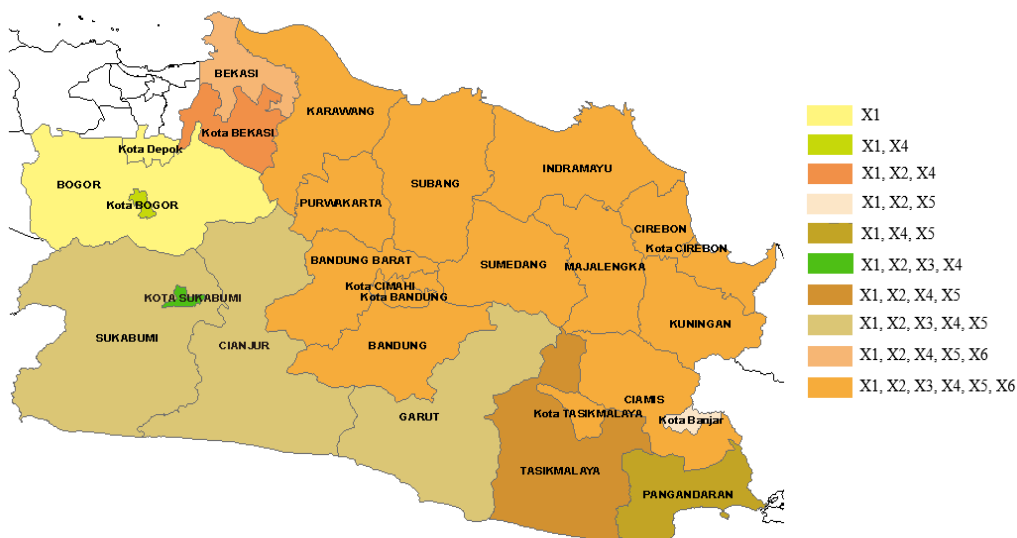 BEKASI
KARAWANG
Kota BEKASI
Kota Depok
BOGOR
Kota BOGOR
SUBANG
INDRAMAYU
PURWAKARTA
CIREBON
Kota CIREBON
BANDUNG BARAT
SUMEDANG
MAJALENGKA
Kota CIMAHI
Kota BANDUNG
KOTA SUKABUMI
KUNINGAN
SUKABUMI
CIANJUR
BANDUNG
CIAMIS
GARUT
Kota TASIKMALAYA
Kota Banjar
TASIKMALAYA
PANGANDARAN
X1
X1, X4
X1, X2, X4
X1, X2, X5
X1, X4, X5
X1, X2, X3, X4
X1, X2, X4, X5
X1, X2, X3, X4, X5
X1, X2, X4, X5, X6
X1, X2, X3, X4, X5, X6